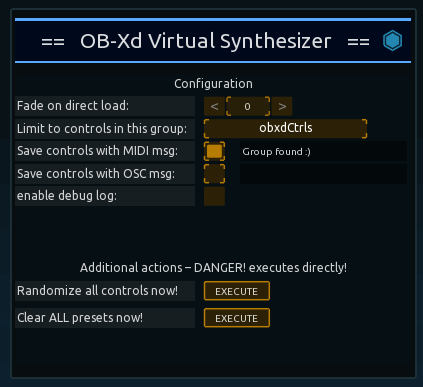 == OB-Xd Virtual Synthesizer ==
Configuration
Fade on direct load: < 0 >
Limit to controls in this group: obxdCtrls
Save controls with MIDI msg: Group found :)
Save controls with OSC msg:
enable debug log:
Additional actions – DANGER! executes directly!
Randomize all controls now! EXECUTE
Clear ALL presets now! EXECUTE